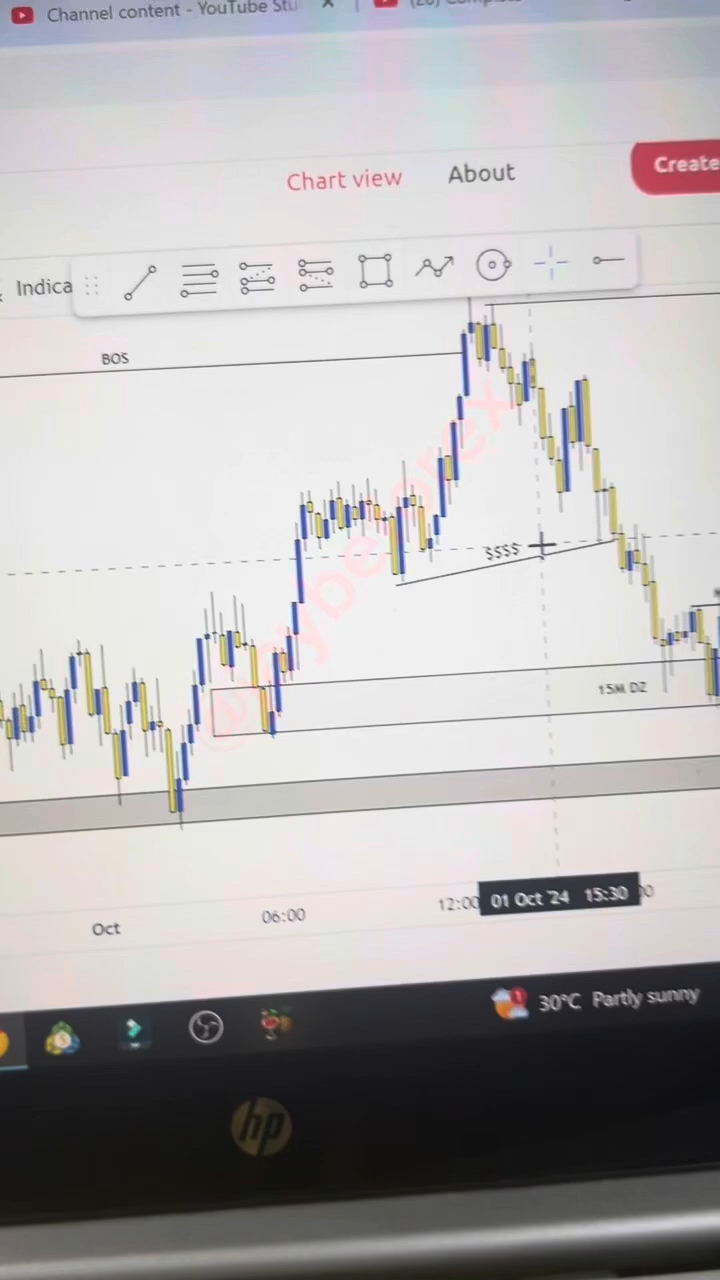 Channel content - YouTube Stu
Chart view
About
Create
Indica
BOS
$$$$
15M DZ
Oct
06:00
12:00
01 Oct '24 15:30
30°C Partly sunny
hp